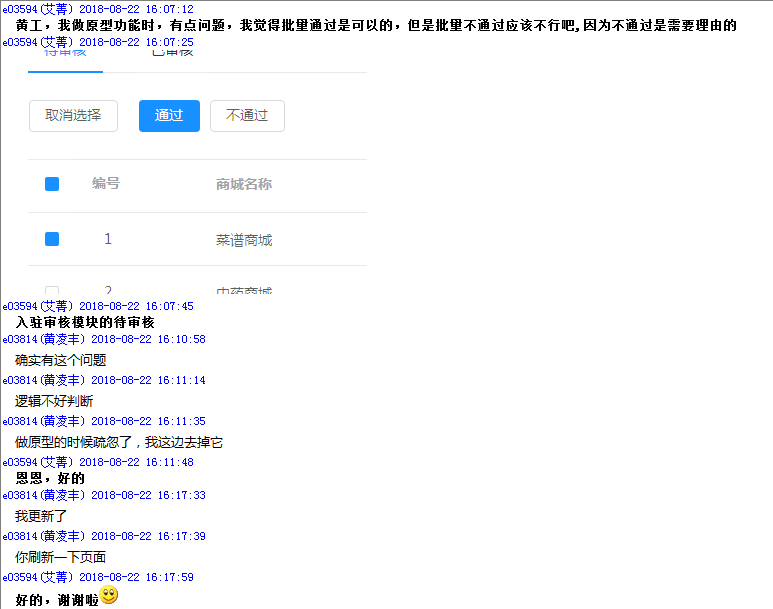 e03594(艾菁) 2018-08-22 16:07:12
黄工，我做原型功能时，有点问题，我觉得批里通过是可以的，但是批里不通过应该不行吧,因为不通过是需要理由的
e03594(艾菁) 2018-08-22 16:07:25
待审核 已审核
取消选择 通过 不通过
编号 商城名称
1 菜谱商城
2 中药商城
e03594(艾菁) 2018-08-22 16:07:45
入驻审核模块的待审核
e03814(黄凌丰) 2018-08-22 16:10:58
确实有这个问题
e03814(黄凌丰) 2018-08-22 16:11:14
逻辑不好判断
e03814(黄凌丰) 2018-08-22 16:11:35
做原型的时候疏忽了，我这边去掉它
e03594(艾菁) 2018-08-22 16:11:48
恩恩，好的
e03814(黄凌丰) 2018-08-22 16:17:33
我更新了
e03814(黄凌丰) 2018-08-22 16:17:39
你刷新一下页面
e03594(艾菁) 2018-08-22 16:17:59
好的，谢谢啦